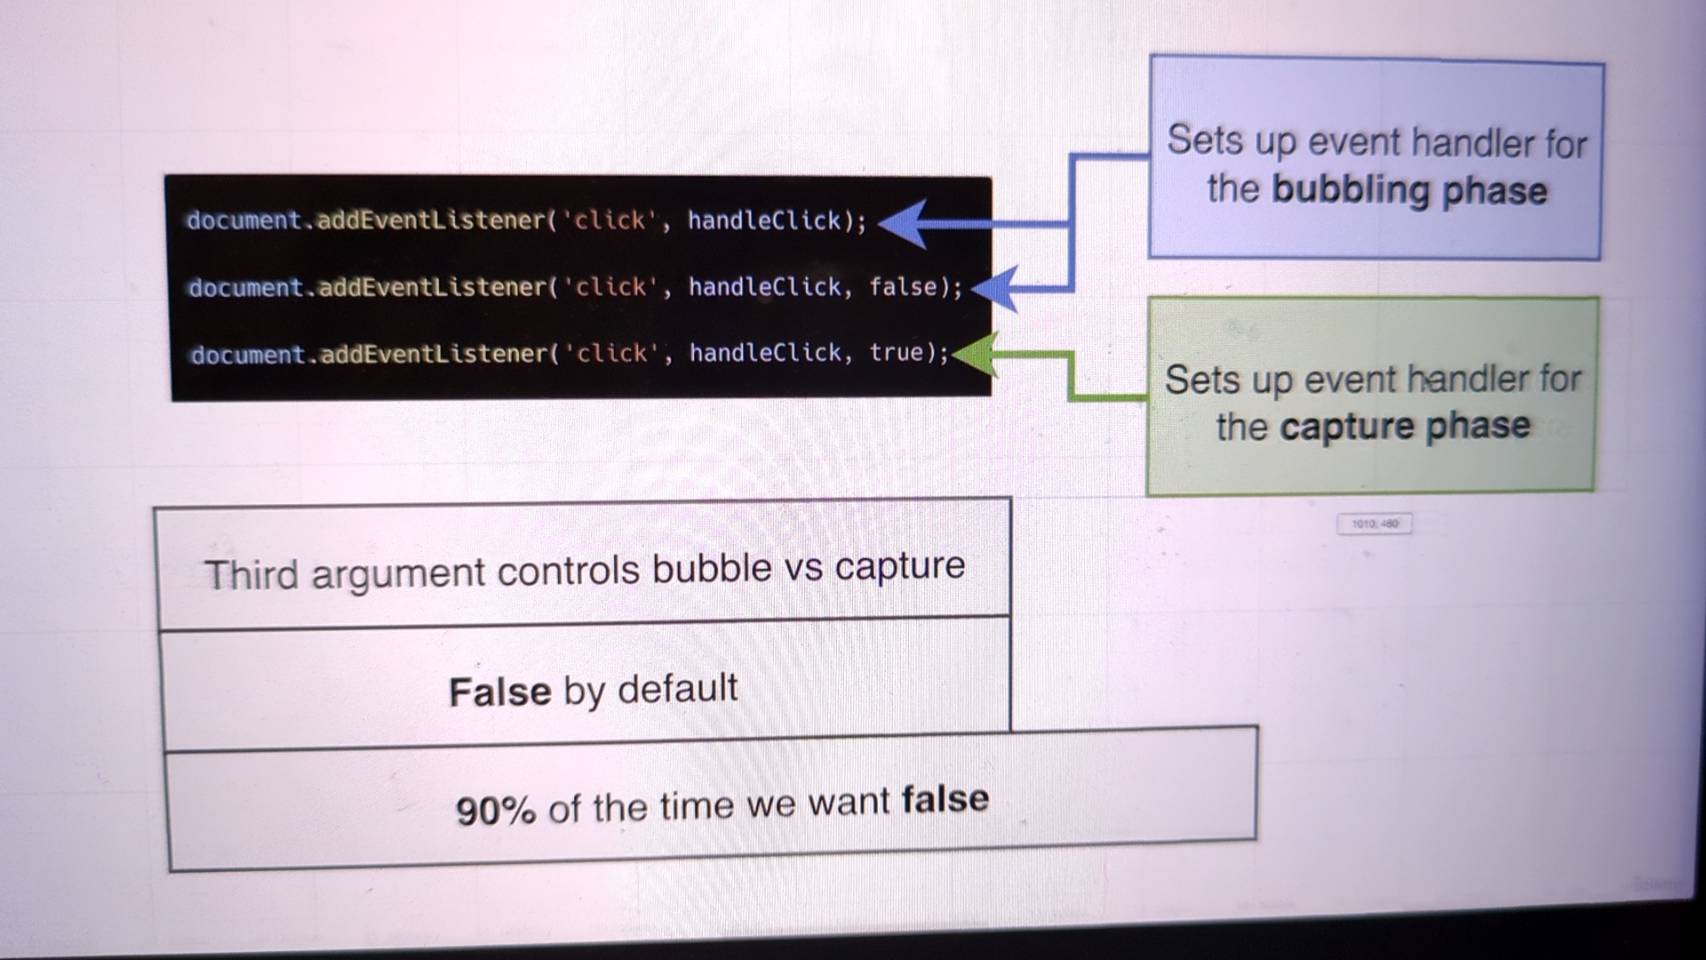 Sets up event handler for
the bubbling phase
document.addEventListener('click', handleClick);
document.addEventListener('click', handleClick, false);
document.addEventListener('click', handleClick, true);
Sets up event handler for
the capture phase
1010, 480
Third argument controls bubble vs capture
False by default
90% of the time we want false